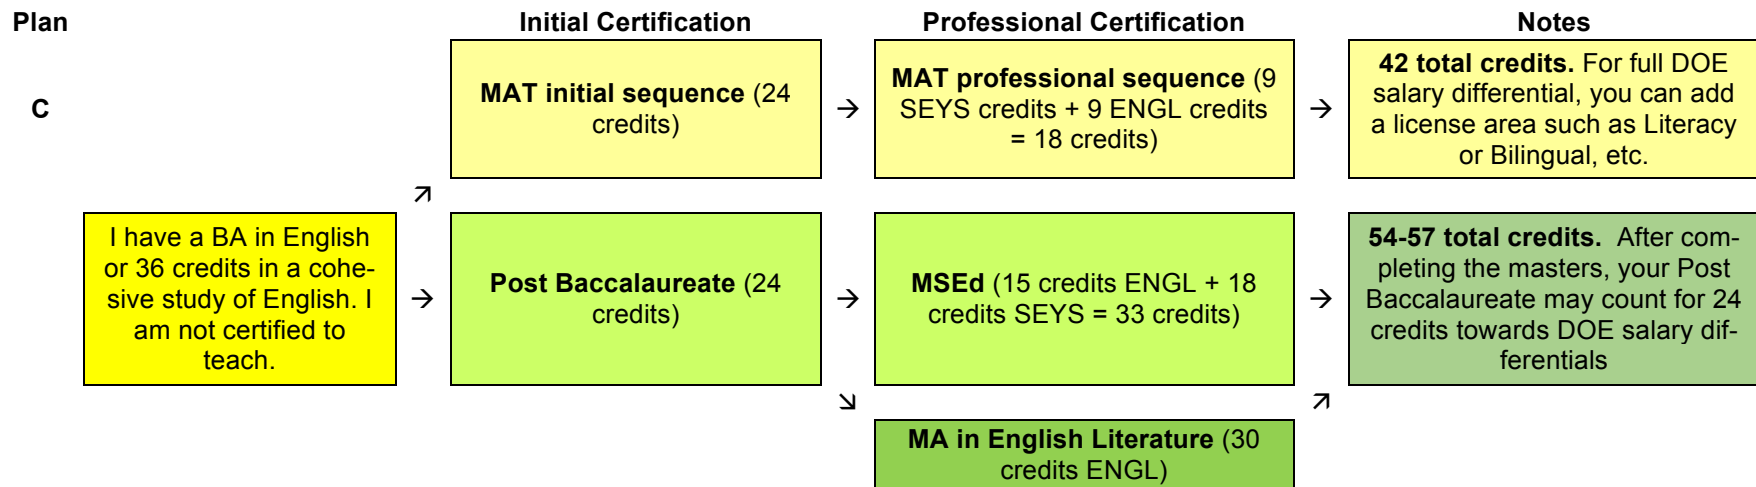 Plan
Initial Certification
Professional Certification
Notes
C
MAT initial sequence (24
credits)
→
MAT professional sequence (9
SEYS credits + 9 ENGL credits
= 18 credits)
→
42 total credits. For full DOE
salary differential, you can add
a license area such as Literacy
or Bilingual, etc.
↗
I have a BA in English
or 36 credits in a cohe-
sive study of English. I
am not certified to
teach.
→
Post Baccalaureate (24
credits)
→
MSEd (15 credits ENGL + 18
credits SEYS = 33 credits)
→
54-57 total credits. After com-
pleting the masters, your Post
Baccalaureate may count for 24
credits towards DOE salary dif-
ferentials
↘
↗
MA in English Literature (30
credits ENGL)